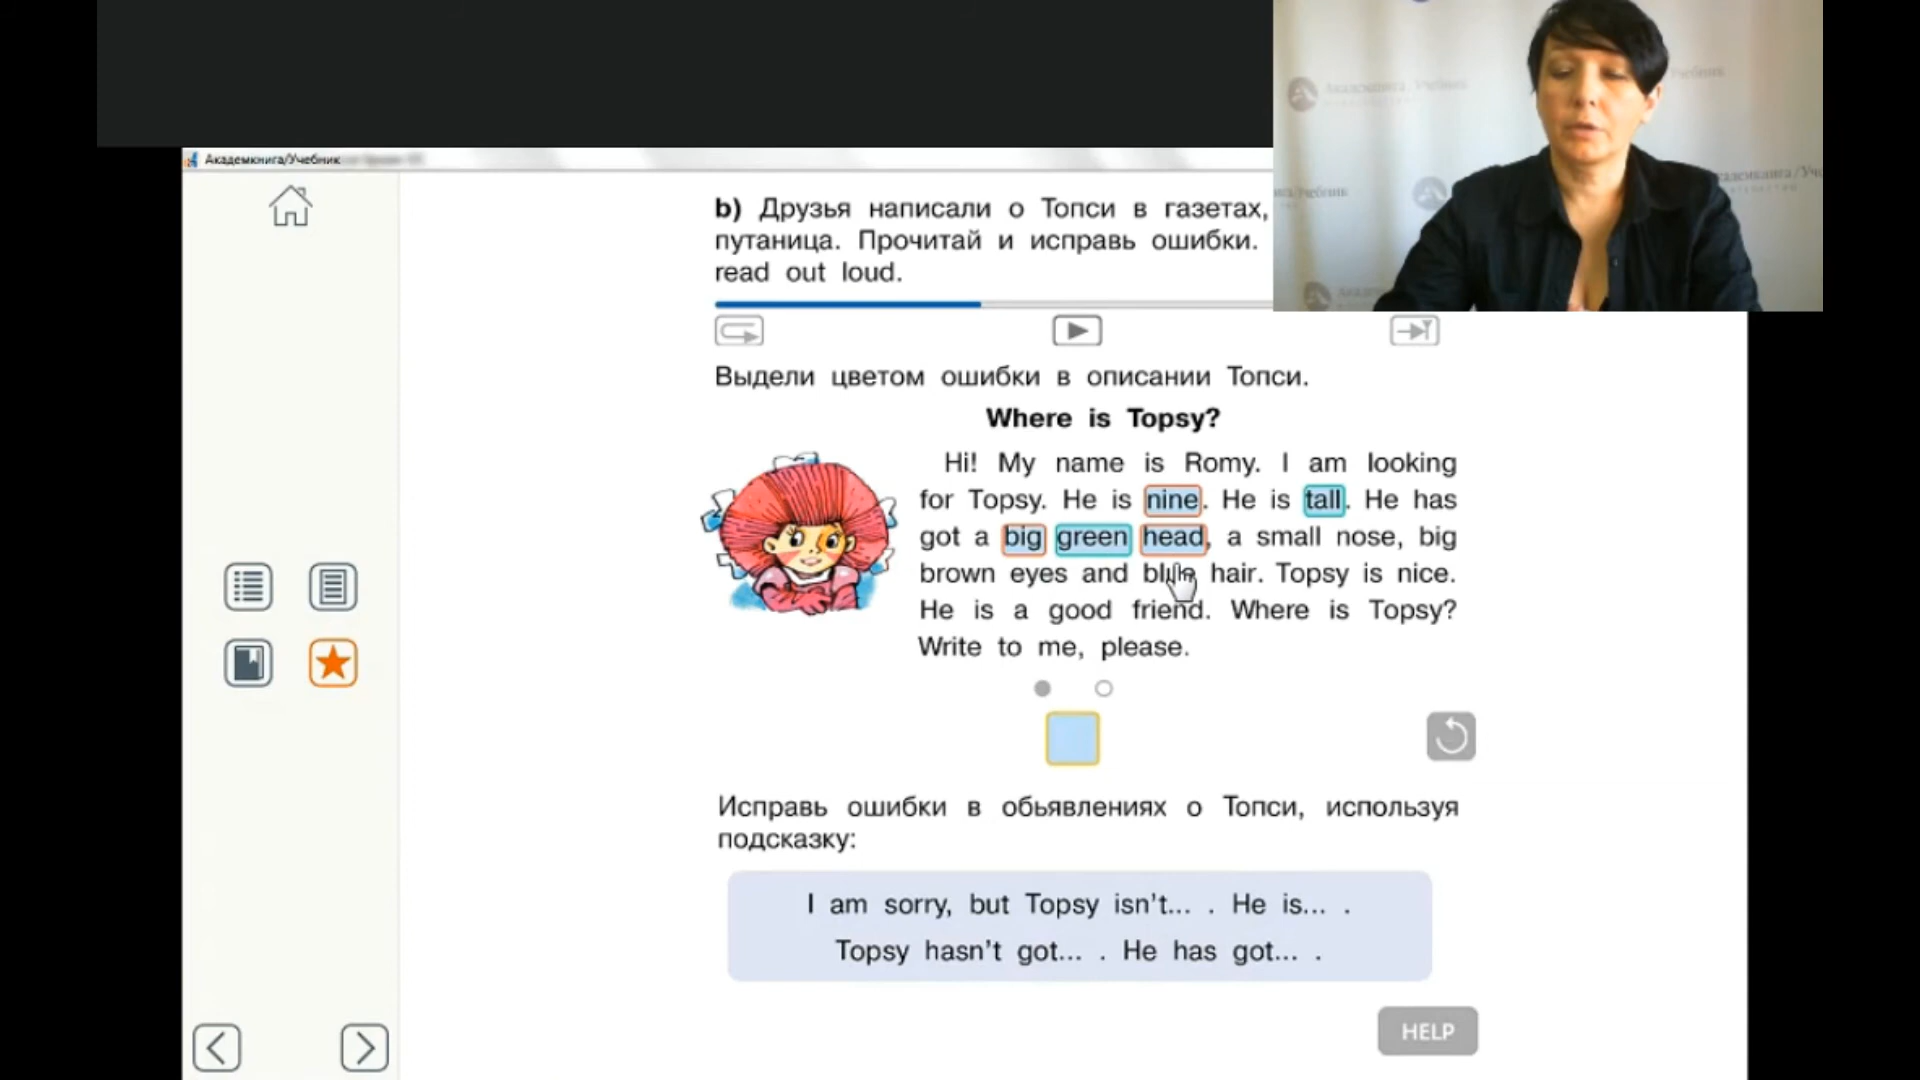 Академкнига/Учебник
b) Друзья написали о Топси в газетах,
путаница. Прочитай и исправь ошибки.
read out loud.
Выдели цветом ошибки в описании Топси.
Where is Topsy?
Hi! My name is Romy. I am looking
for Topsy. He is nine. He is tall. He has
got a big green head, a small nose, big
brown eyes and hair. Topsy is nice.
He is a good friend. Where is Topsy?
Write to me, please.
Исправь ошибки в обьявлениях о Топси, используя
подсказку:
I am sorry, but Topsy isn't... . He is... .
Topsy hasn't got... . He has got... .
HELP